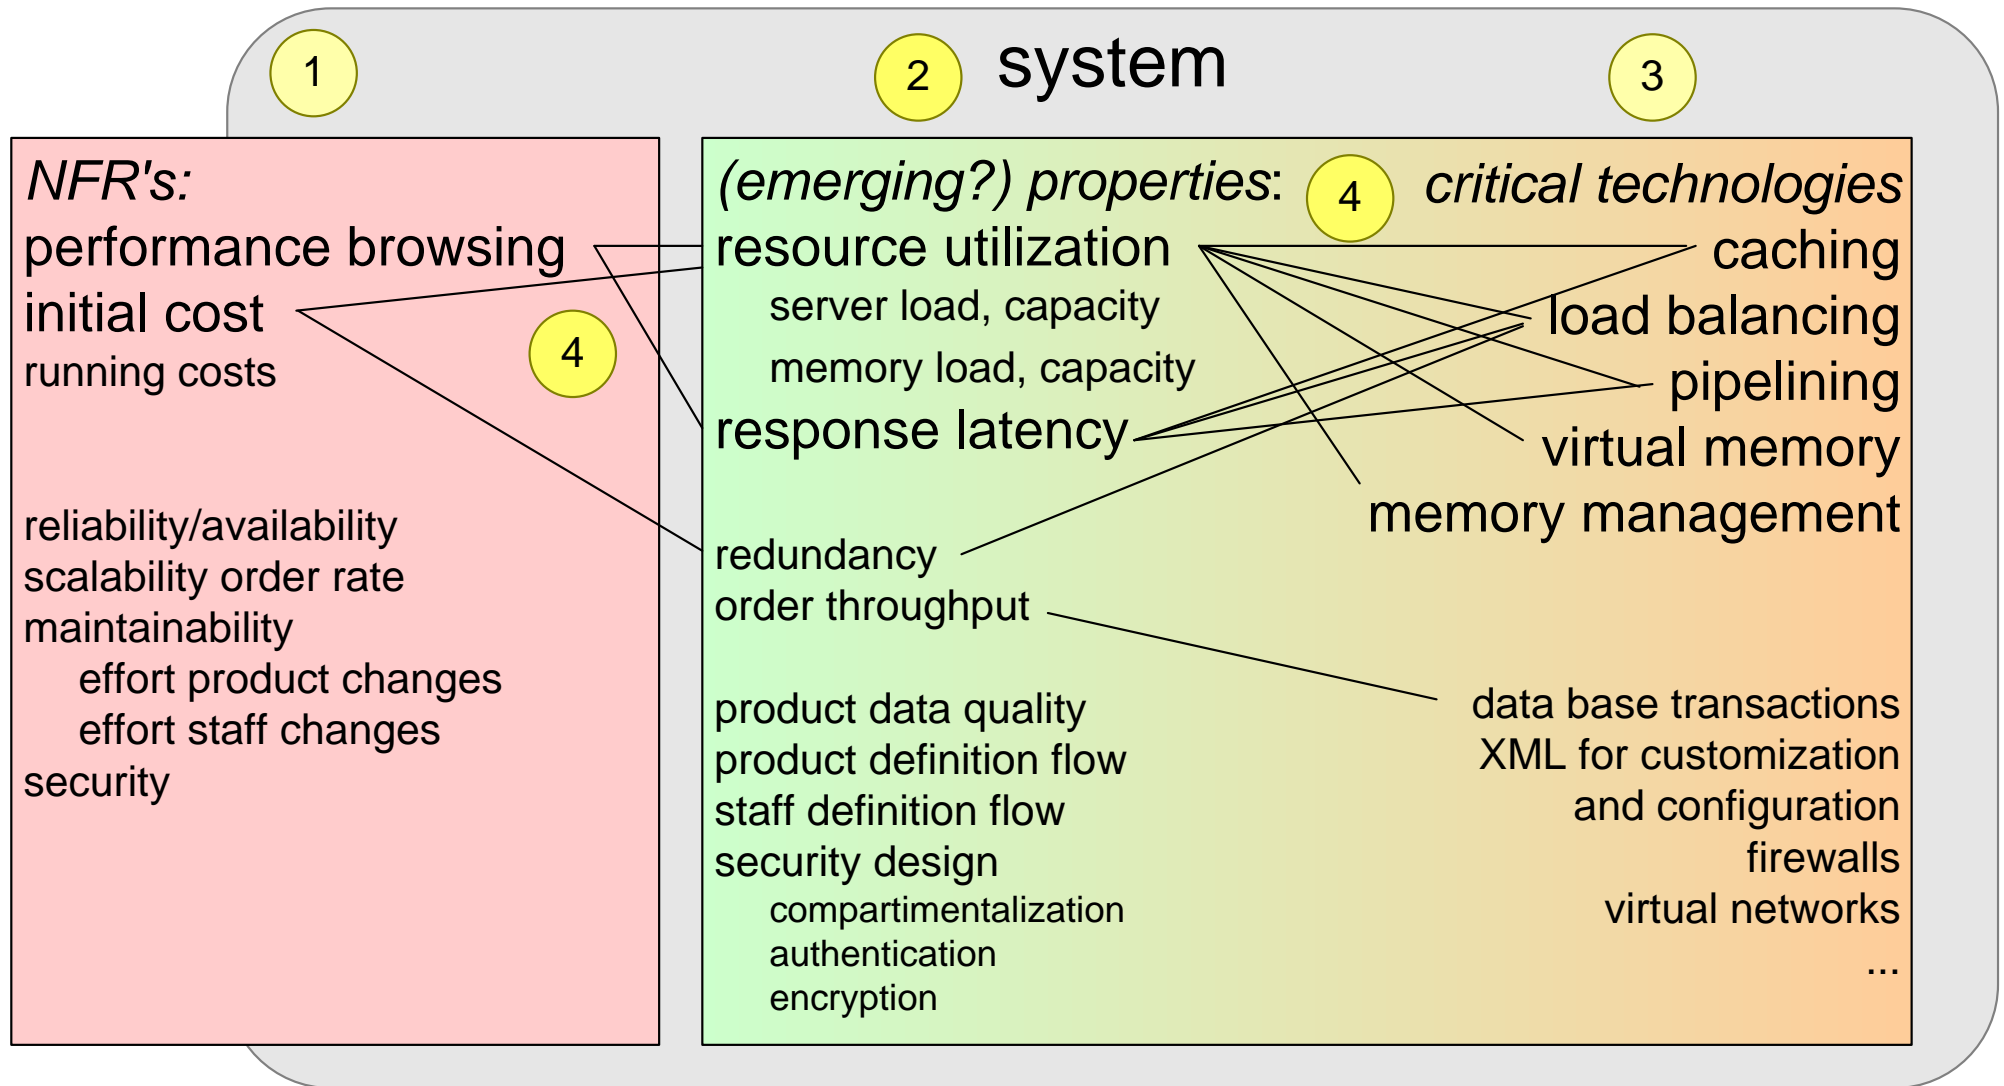 system
1
2
3
NFR's:
performance browsing
initial cost
running costs
4
reliability/availability
scalability order rate
maintainability
effort product changes
effort staff changes
security
(emerging?) properties:
resource utilization
server load, capacity
memory load, capacity
response latency
redundancy
order throughput
product data quality
product definition flow
staff definition flow
security design
compartimentalization
authentication
encryption
4
critical technologies
caching
load balancing
pipelining
virtual memory
memory management
data base transactions
XML for customization
and configuration
firewalls
virtual networks
...